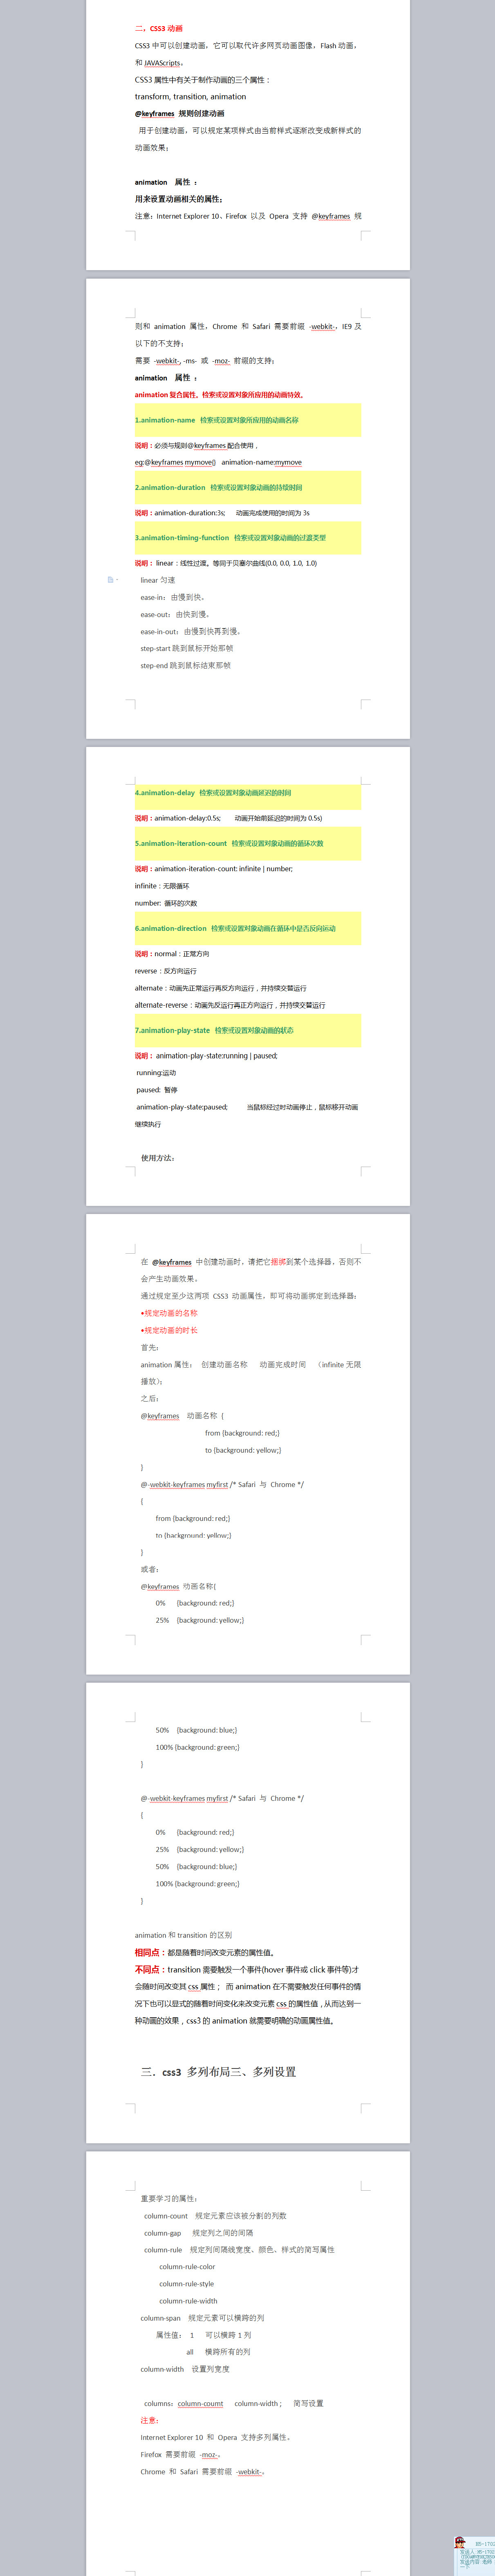 二、CSS3 动画
CSS3 中可以创建动画，它可以取代许多网页动画图像，Flash 动画，
和 JAVAScripts。
CSS3 属性中有关于制作动画的三个属性：
transform, transition, animation
@keyframes 规则创建动画
用于创建动画，可以规定某项样式由当前样式逐渐改变成新样式的
动画效果；
animation 属性 ：
用来设置动画相关的属性；
注意：Internet Explorer 10、Firefox 以及 Opera 支持 @keyframes 规
则和 animation 属性，Chrome 和 Safari 需要前缀 -webkit-，IE9 及
以下的不支持；
需要 -webkit-, -ms- 或 -moz- 前缀的支持；
animation 属性 ：
animation 复合属性。检索或设置对象所应用的动画特效。
1.animation-name 检索或设置对象所应用的动画名称
说明：必须与规则@keyframes 配合使用，
eg:@keyframes mymove{} animation-name:mymove
2.animation-duration 检索或设置对象动画的持续时间
说明：animation-duration:3s; 动画完成使用的时间为 3s
3.animation-timing-function 检索或设置对象动画的过渡类型
说明： linear：线性过渡。等同于贝塞尔曲线(0.0, 0.0, 1.0, 1.0)
linear 匀速
ease-in：由慢到快。
ease-out：由快到慢。
ease-in-out：由慢到快再到慢。
step-start 跳到鼠标开始那帧
step-end 跳到鼠标结束那帧
4.animation-delay 检索或设置对象动画延迟的时间
说明：animation-delay:0.5s; 动画开始前延迟的时间为 0.5s)
5.animation-iteration-count 检索或设置对象动画的循环次数
说明：animation-iteration-count: infinite | number;
infinite：无限循环
number: 循环的次数
6.animation-direction 检索或设置对象动画在循环中是否反向运动
说明：normal：正常方向
reverse：反方向运行
alternate：动画先正常运行再反方向运行，并持续交替运行
alternate-reverse：动画先反运行再正方向运行，并持续交替运行
7.animation-play-state 检索或设置对象动画的状态
说明： animation-play-state:running | paused;
running:运动
paused: 暂停
animation-play-state:paused; 当鼠标经过时动画停止，鼠标移开动画
继续执行
使用方法：
在 @keyframes 中创建动画时，请把它捆绑到某个选择器，否则不
会产生动画效果。
通过规定至少这两项 CSS3 动画属性，即可将动画绑定到选择器：
•规定动画的名称
•规定动画的时长
首先：
animation 属性： 创建动画名称 动画完成时间 （infinite 无限
播放）；
之后：
@keyframes 动画名称 {
from {background: red;}
to {background: yellow;}
}
@-webkit-keyframes myfirst /* Safari 与 Chrome */
{
from {background: red;}
to {background: yellow;}
}
或者：
@keyframes 动画名称{
0% {background: red;}
25% {background: yellow;}
50% {background: blue;}
100% {background: green;}
}
@-webkit-keyframes myfirst /* Safari 与 Chrome */
{
0% {background: red;}
25% {background: yellow;}
50% {background: blue;}
100% {background: green;}
}
animation 和 transition 的区别
相同点：都是随着时间改变元素的属性值。
不同点：transition 需要触发一个事件(hover 事件或 click 事件等)才
会随时间改变其 css 属性； 而 animation 在不需要触发任何事件的情
况下也可以显式的随着时间变化来改变元素 css 的属性值，从而达到一
种动画的效果，css3 的 animation 就需要明确的动画属性值。
三．css3 多列布局三、多列设置
重要学习的属性：
column-count 规定元素应该被分割的列数
column-gap 规定列之间的间隔
column-rule 规定列间隔线宽度、颜色、样式的简写属性
column-rule-color
column-rule-style
column-rule-width
column-span 规定元素可以横跨的列
属性值： 1 可以横跨 1 列
all 横跨所有的列
column-width 设置列宽度
columns：column-coumt column-width ; 简写设置
注意：
Internet Explorer 10 和 Opera 支持多列属性。
Firefox 需要前缀 -moz-。
Chrome 和 Safari 需要前缀 -webkit-。